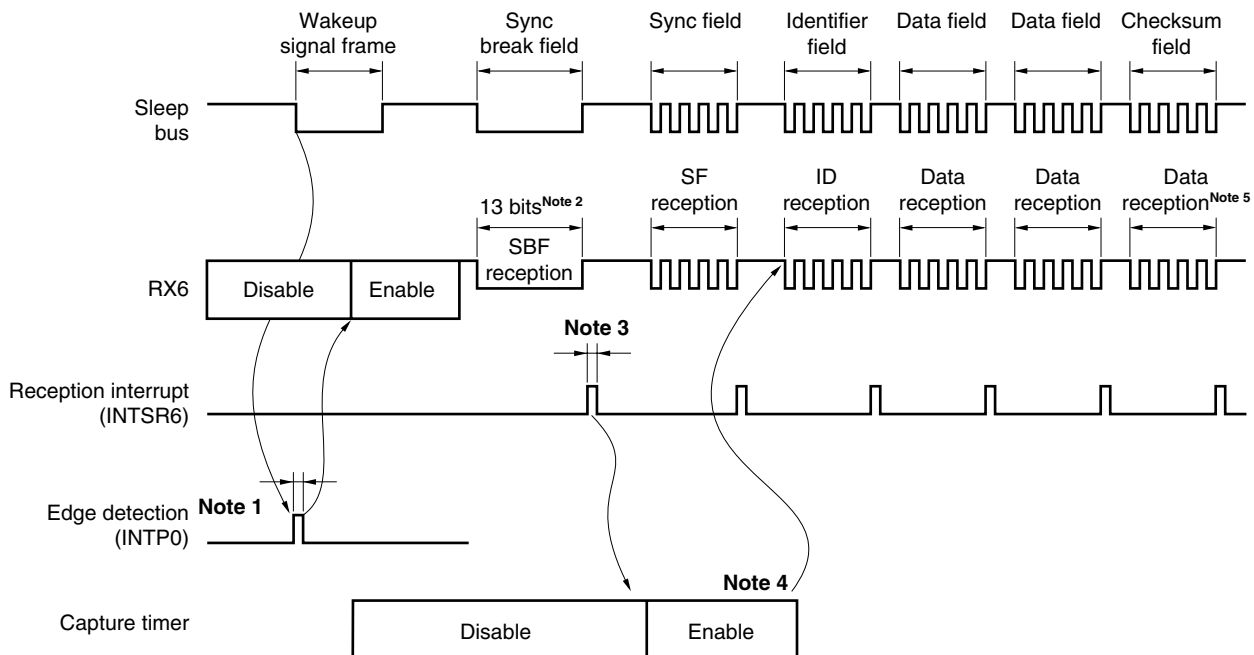 Wakeup
signal frame
Sync
break field
Sync field
Identifier
field
Data field
Data field
Checksum
field
Sleep
bus
13 bitsNote 2
SBF
reception
SF
reception
ID
reception
Data
reception
Data
reception
Data
receptionNote 5
RX6
Disable
Enable
Note 3
Reception interrupt
(INTSR6)
Note 1
Edge detection
(INTP0)
Note 4
Capture timer
Disable
Enable